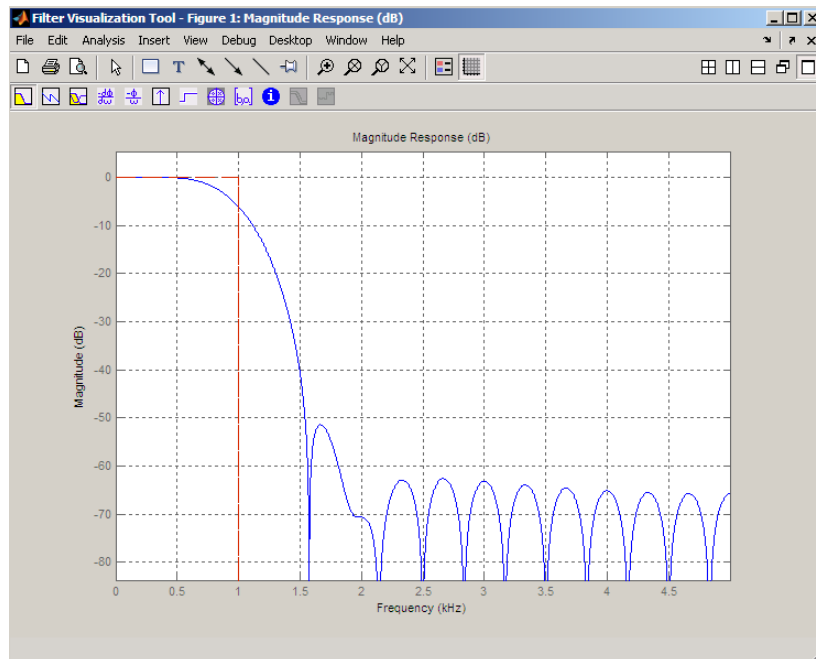 Filter Visualization Tool - Figure 1: Magnitude Response (dB)
File Edit Analysis Insert View Debug Desktop Window Help
Magnitude Response (dB)
0
-10
-20
-30
-40
-50
-60
-70
-80
Magnitude (dB)
0 0.5 1 1.5 2 2.5 3 3.5 4 4.5
Frequency (kHz)